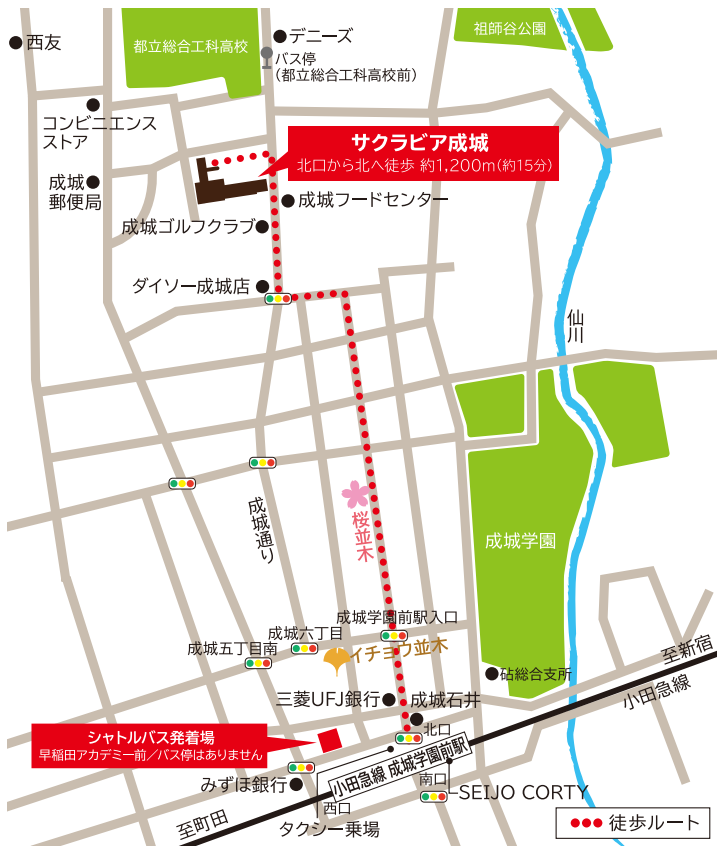 祖師谷公園
西友
都立総合工科高校
デニーズ
バス停
(都立総合工科高校前)
コンビニエンス
ストア
サクラビア成城
北口から北へ徒歩 約1,200m(約15分)
成城
郵便局
成城フードセンター
成城ゴルフクラブ
ダイソー成城店
仙川
成城通り
桜並木
成城学園
成城学園前駅入口
成城六丁目
成城五丁目南
イチョウ並木
至新宿
砧総合支所
小田急線
三菱UFJ銀行
成城石井
北口
シャトルバス発着場
早稲田アカデミー前/バス停はありません
小田急線 成城学園前駅
みずほ銀行
南口
SEIJO CORTY
西口
至町田
タクシー乗場
徒歩ルート